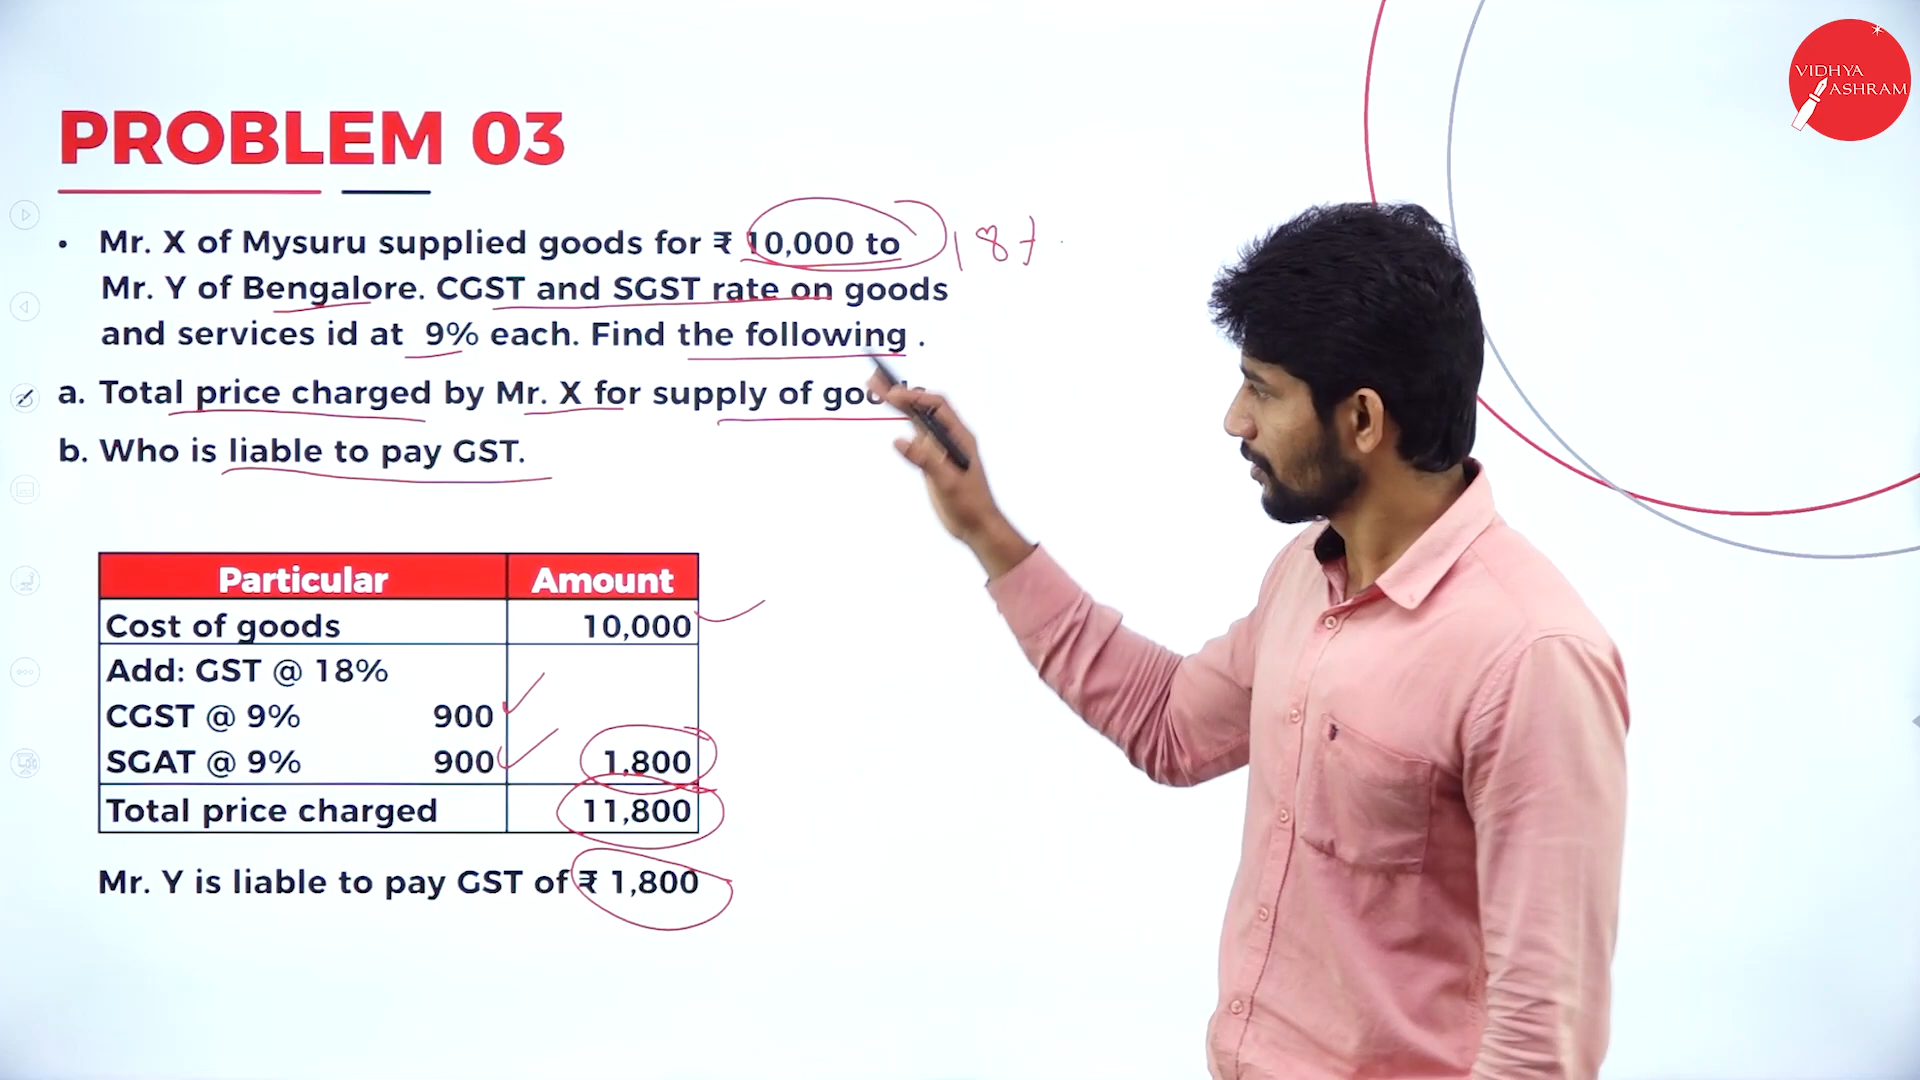 VIDHYA
ASHRAM
PROBLEM 03
• Mr. X of Mysuru supplied goods for ₹ 10,000 to
Mr. Y of Bengalore. CGST and SGST rate on goods
and services id at 9% each. Find the following .
a. Total price charged by Mr. X for supply of
b. Who is liable to pay GST.
Particular Amount
Cost of goods 10,000
Add: GST @ 18%
CGST @ 9% 900
SGAT @ 9% 900 1,800
Total price charged 11,800
Mr. Y is liable to pay GST of ₹ 1,800